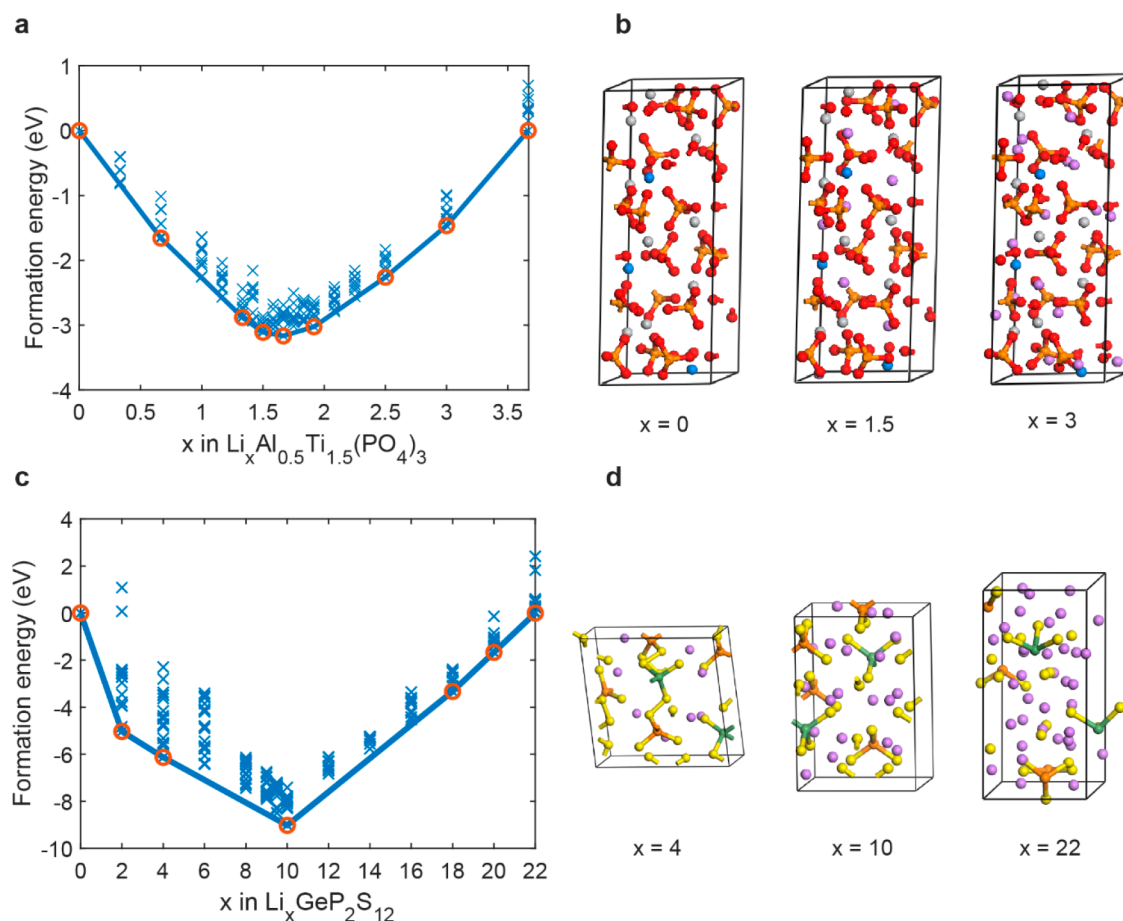 a
1
0
-1
-2
-3
-4
Formation energy (eV)
0 0.5 1 1.5 2 2.5 3 3.5
x in LiₓAl₀.₅Ti₁.₅(PO₄)₃
b
x = 0 x = 1.5 x = 3
c
4
2
0
-2
-4
-6
-8
-10
Formation energy (eV)
0 2 4 6 8 10 12 14 16 18 20 22
x in LiₓGeP₂S₁₂
d
x = 4 x = 10 x = 22